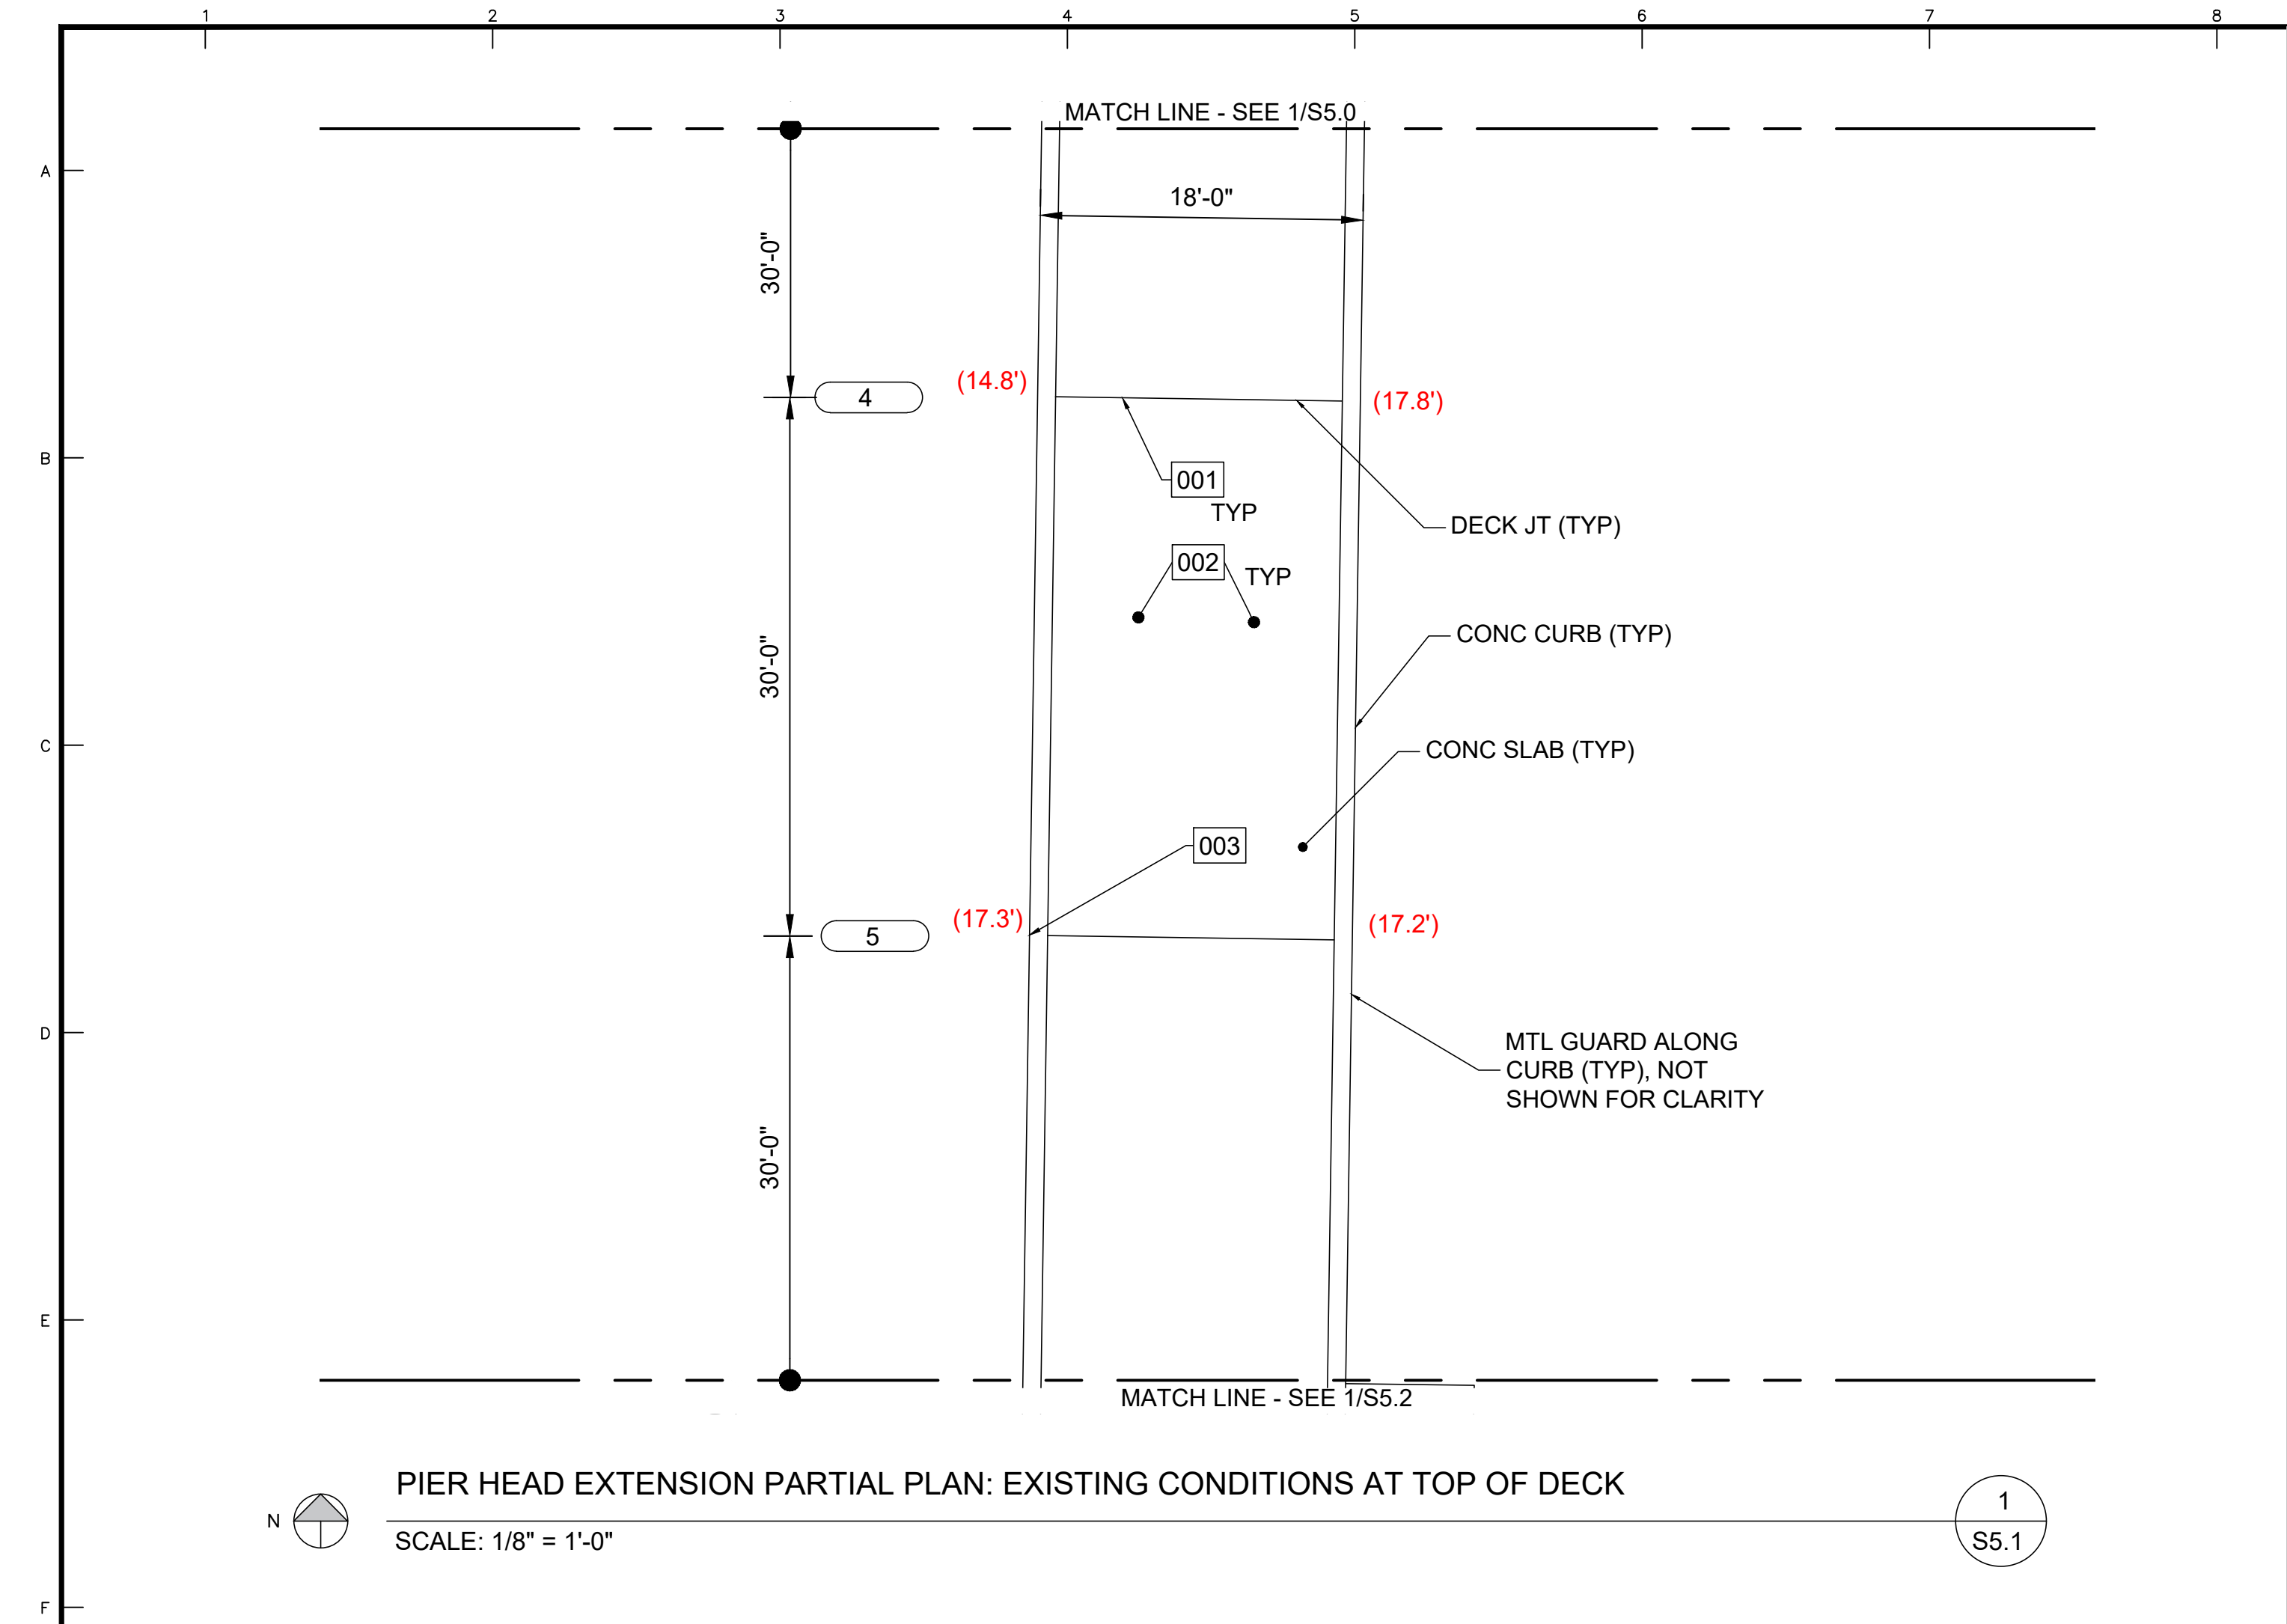 1 2 3 4 5 6 7 8
MATCH LINE - SEE 1/S5.0
A
18'-0"
30'-0"
(14.8')
4
(17.8')
B
001
TYP
DECK JT (TYP)
002
TYP
CONC CURB (TYP)
30'-0"
C
CONC SLAB (TYP)
003
(17.3')
(17.2')
5
D
MTL GUARD ALONG
CURB (TYP), NOT
SHOWN FOR CLARITY
30'-0"
E
MATCH LINE - SEE 1/S5.2
PIER HEAD EXTENSION PARTIAL PLAN: EXISTING CONDITIONS AT TOP OF DECK
1
N
SCALE: 1/8" = 1'-0"
S5.1
F